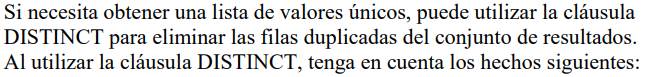 Si necesita obtener una lista de valores únicos, puede utilizar la cláusula
DISTINCT para eliminar las filas duplicadas del conjunto de resultados.
Al utilizar la cláusula DISTINCT, tenga en cuenta los hechos siguientes: